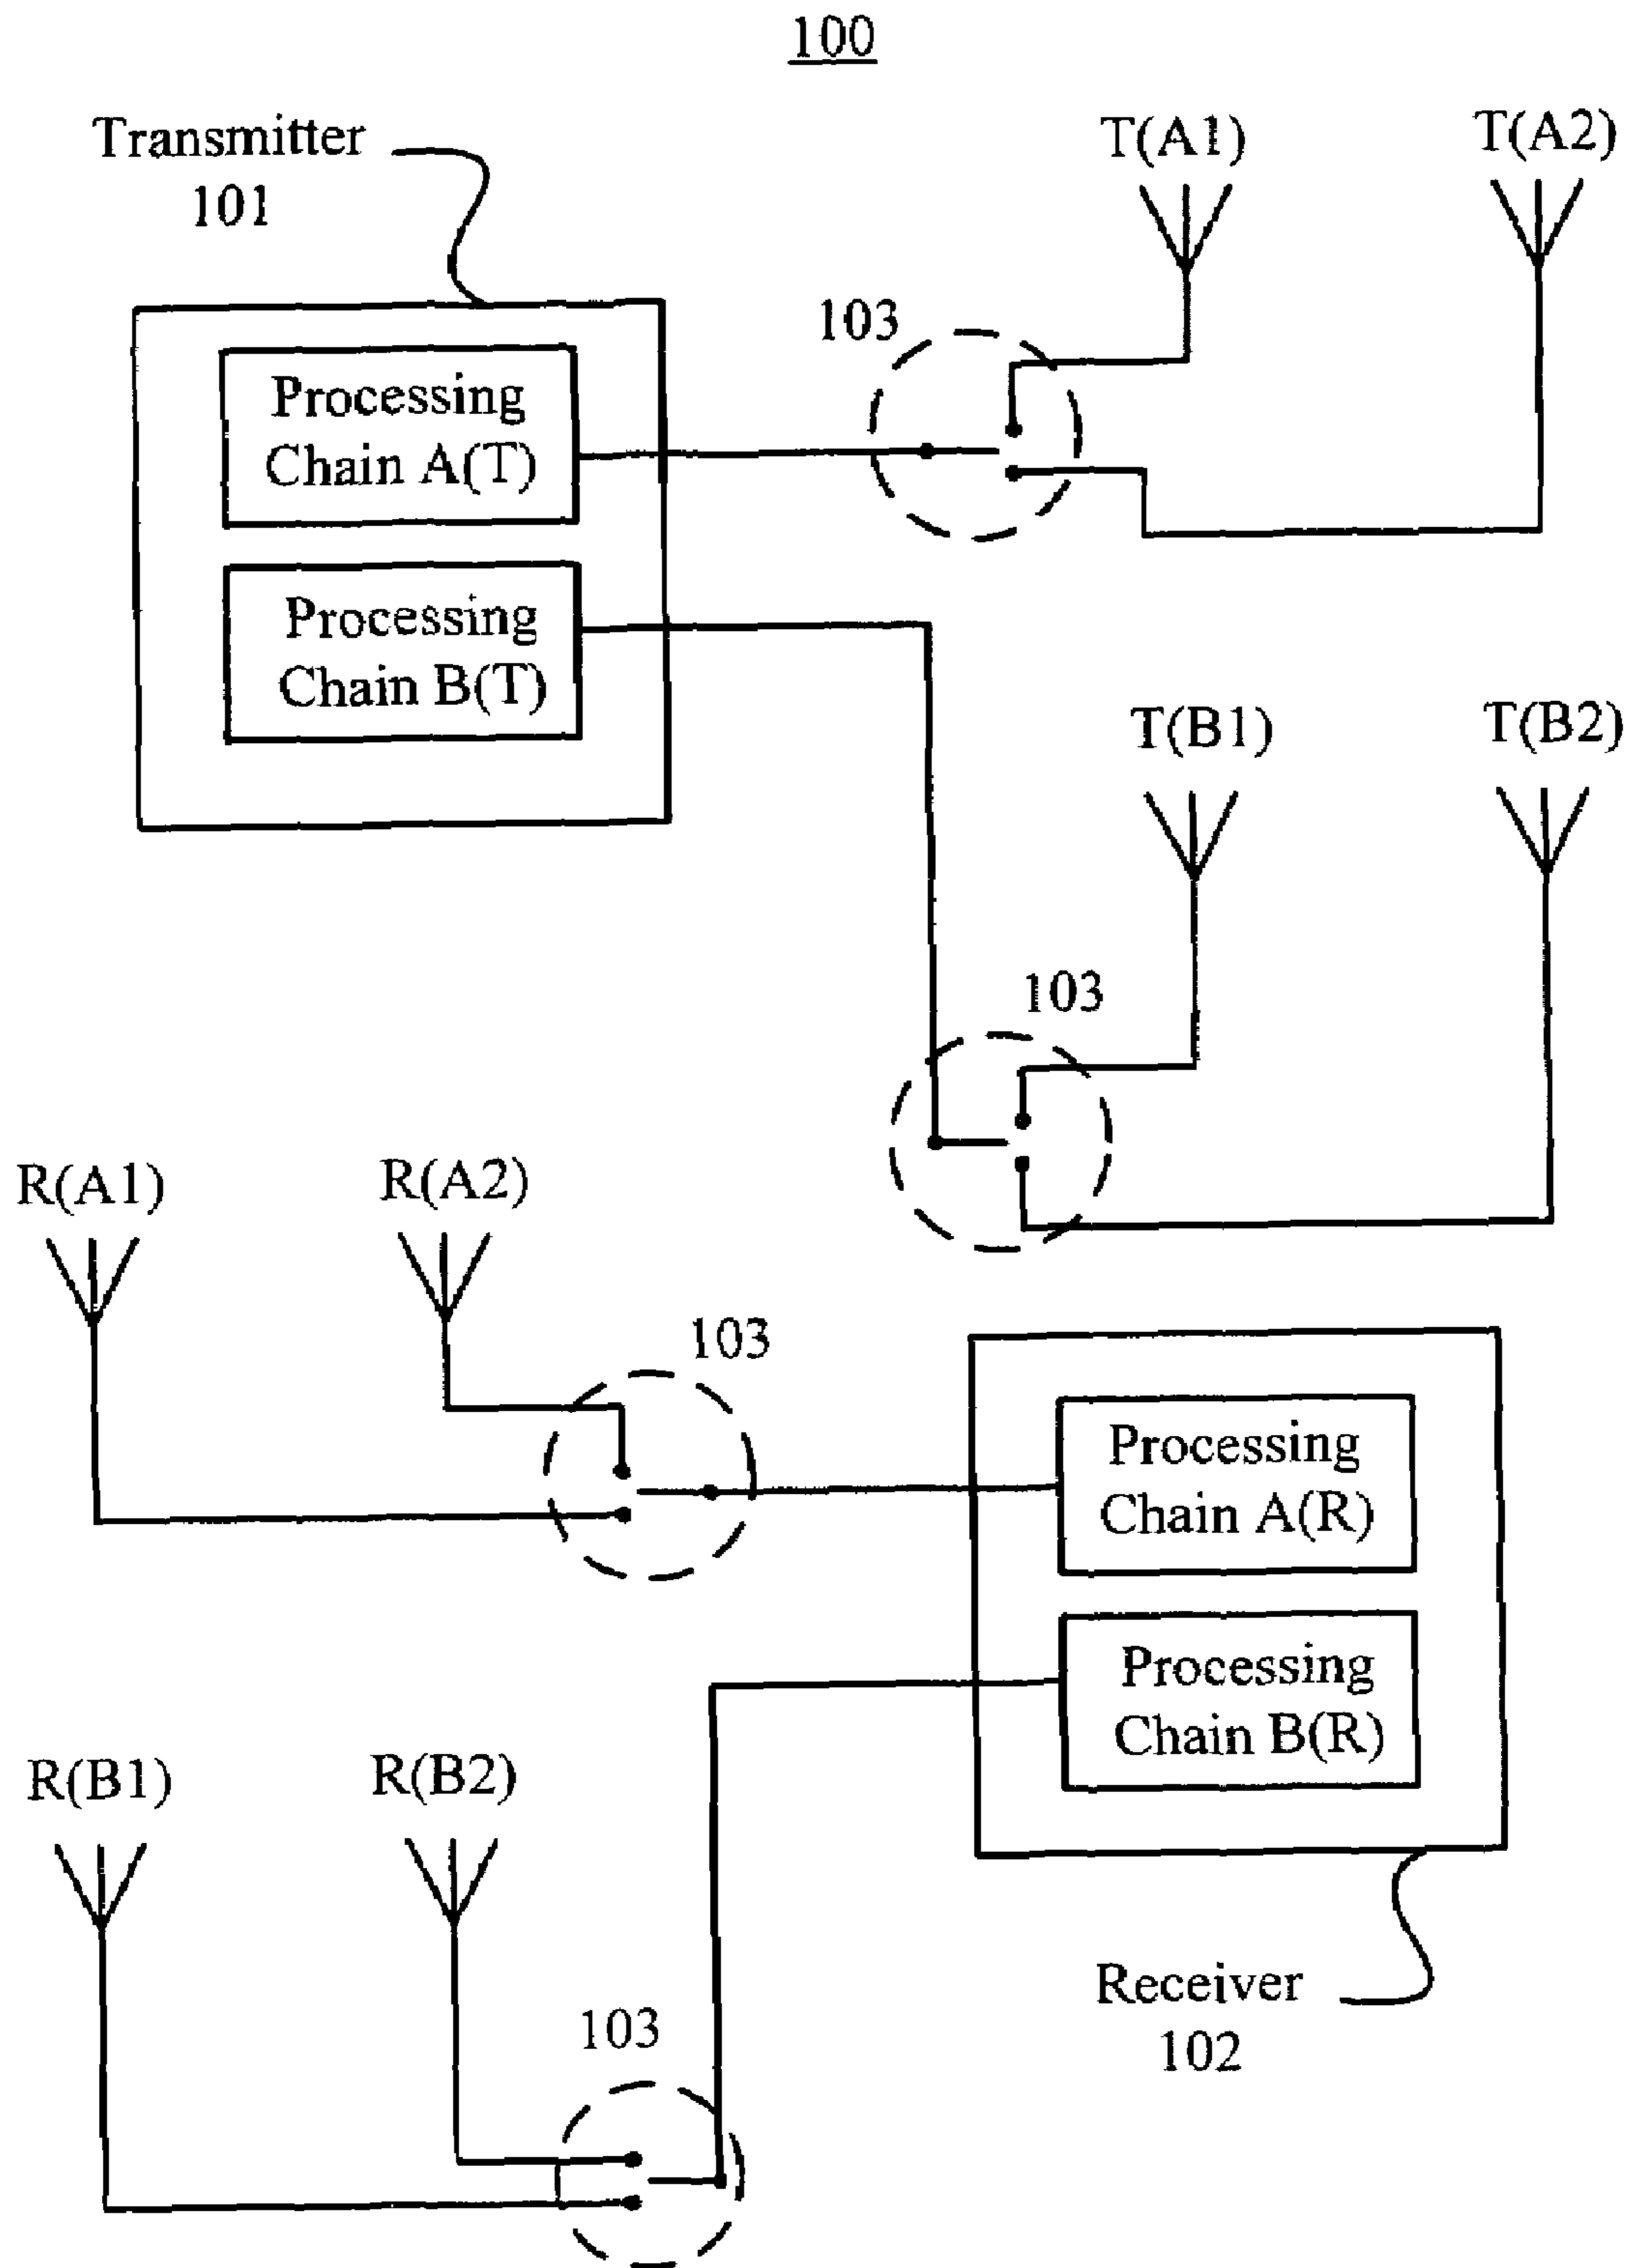 100
Transmitter
101
T(A1)
T(A2)
103
Processing
Chain A(T)
Processing
Chain B(T)
T(B1)
T(B2)
103
R(A1)
R(A2)
103
Processing
Chain A(R)
Processing
Chain B(R)
R(B1)
R(B2)
Receiver
102
103